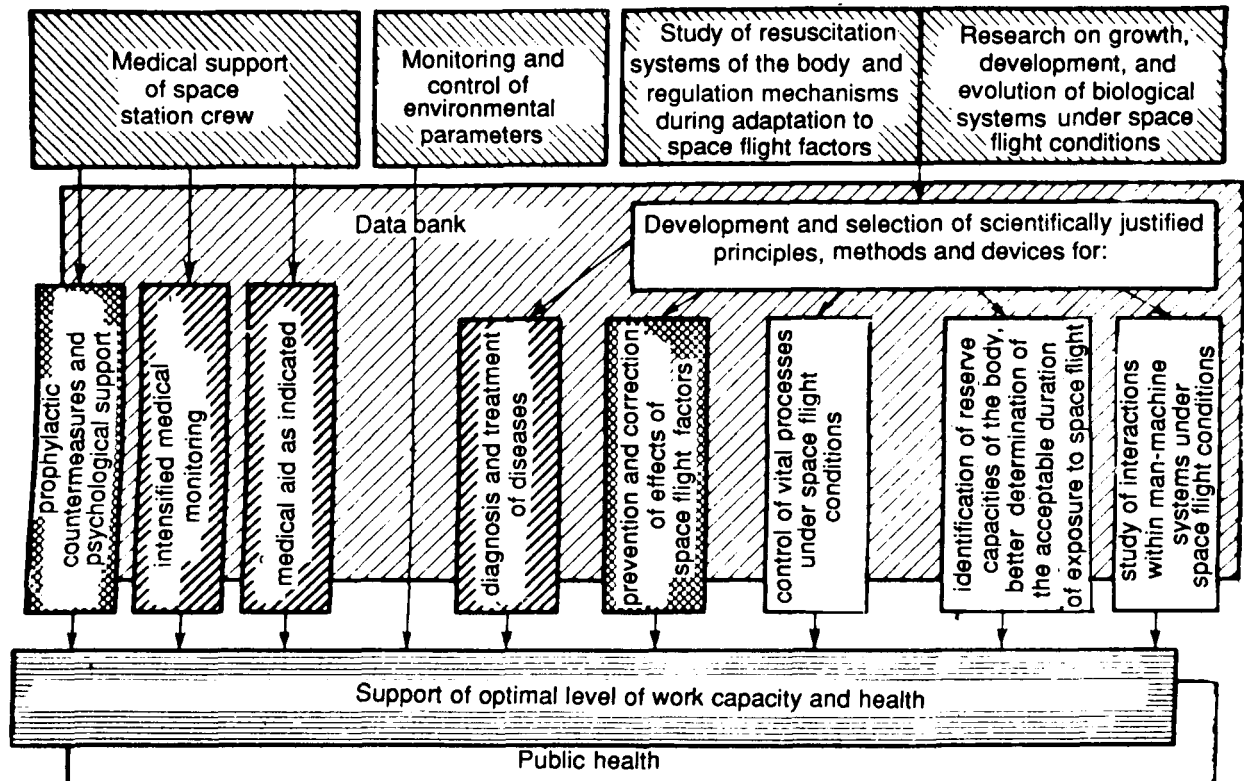 Medical support
of space
station crew
Monitoring and
control of
environmental
parameters
Study of resuscitation
systems of the body and
regulation mechanisms
during adaptation to
space flight factors
Research on growth,
development, and
evolution of biological
systems under space
flight conditions
Data bank
Development and selection of scientifically justified
principles, methods and devices for:
prophylactic
countermeasures and
psychological support
intensified medical
monitoring
medical aid as indicated
diagnosis and treatment
of diseases
prevention and correction
of effects of
space flight factors
control of vital processes
under space flight
conditions
identification of reserve
capacities of the body,
better determination of
the acceptable duration
of exposure to space flight
study of interactions
within man-machine
systems under
space flight conditions
Support of optimal level of work capacity and health
Public health